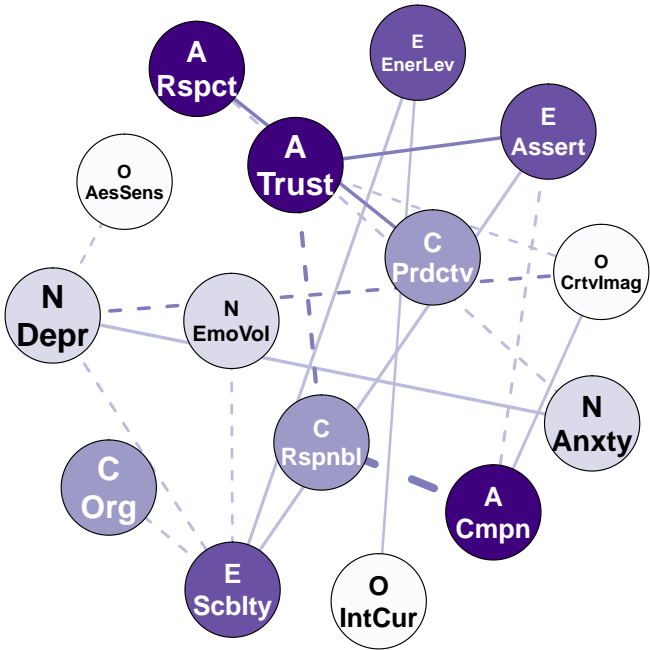 A
Rspct
E
EnerLev
A
Trust
E
Assert
O
AesSens
C
Prdctv
O
CrtvImag
N
Depr
N
EmoVol
N
Anxty
C
Rspnbl
C
Org
A
Cmpn
E
Scblty
O
IntCur